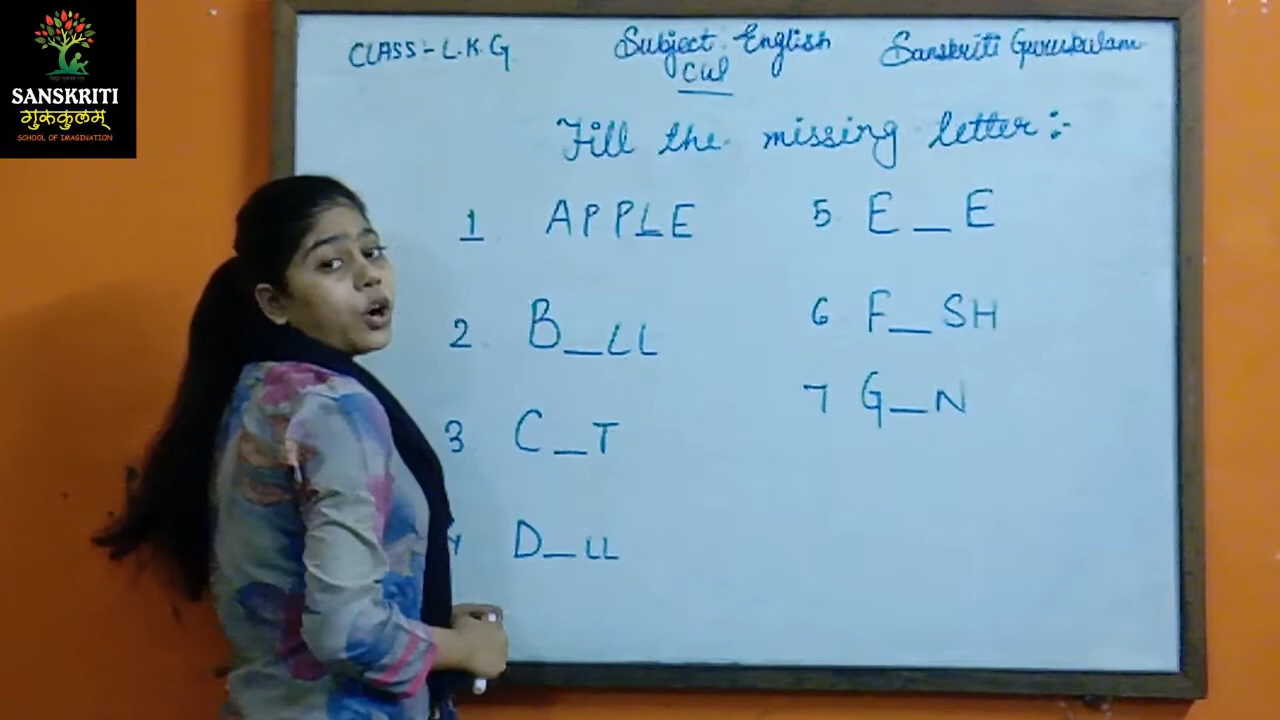 SANSKRITI
गुरुकुलम्
SCHOOL OF IMAGINATION
CLASS - L.K.G
Subject. English
Sanskriti Gurukulam
CW
Fill the missing letter :-
1 APPLE
2 B_LL
3 C_T
4 D_LL
5 E_E
6 F_SH
7 G_N